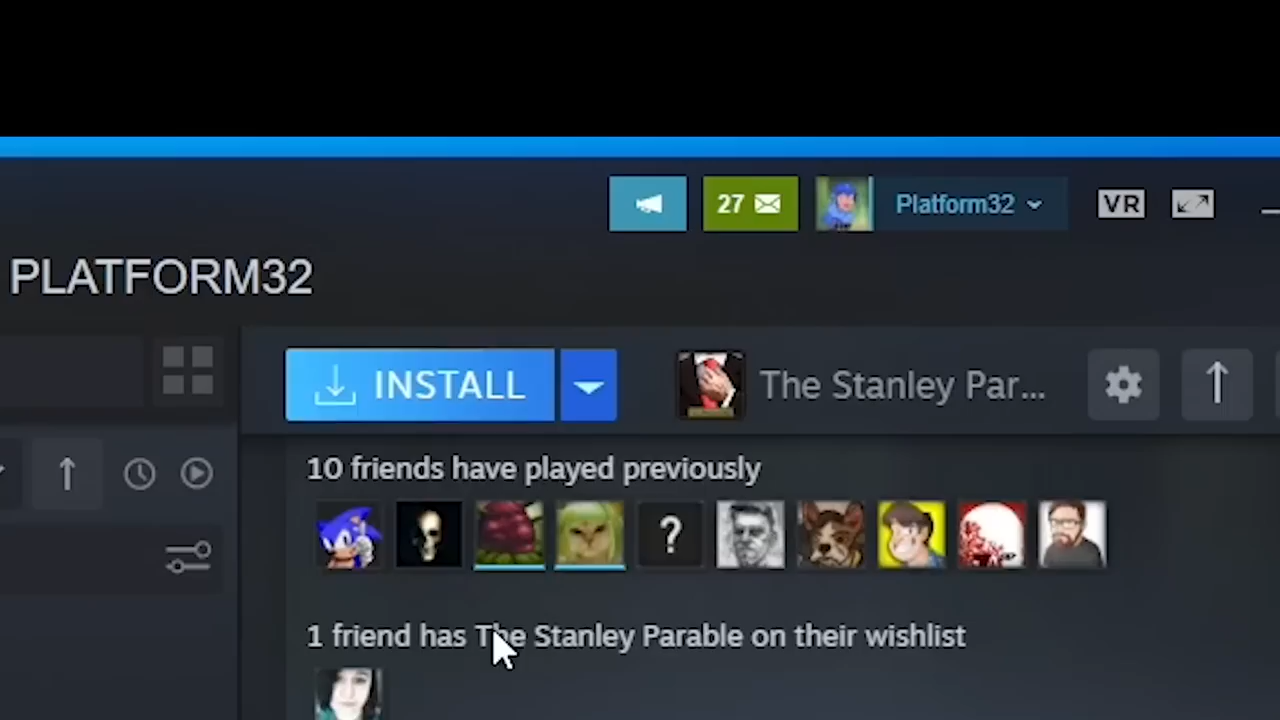 27
Platform32
VR
PLATFORM32
INSTALL
The Stanley Par...
10 friends have played previously
?
1 friend has The Stanley Parable on their wishlist